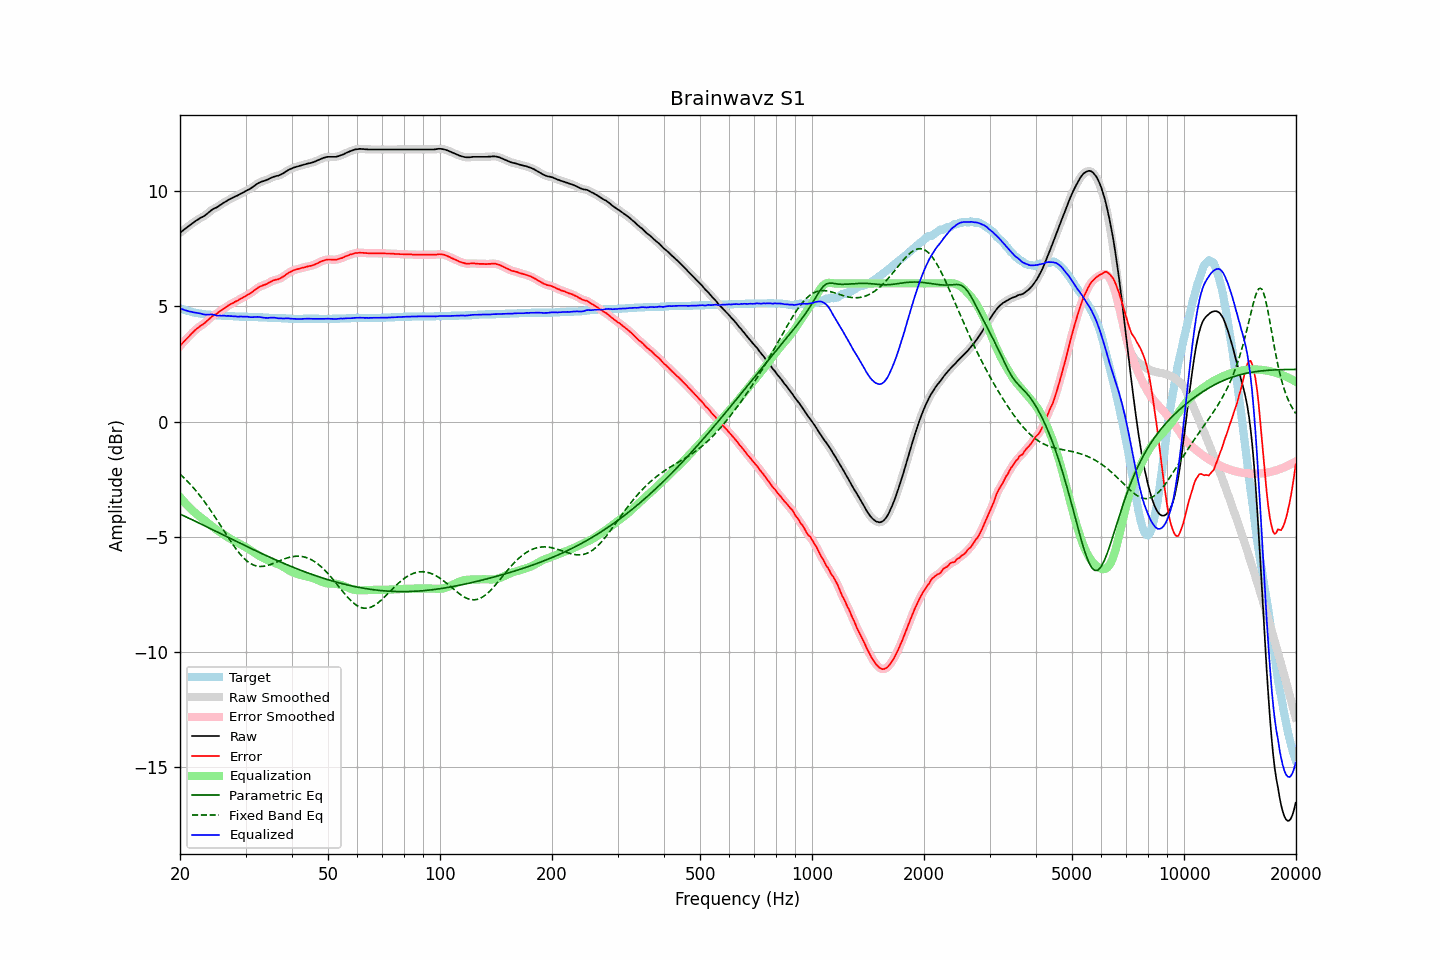 Brainwavz S1
Amplitude (dBr)
10
5
0
−5
−10
−15
Target
Raw Smoothed
Error Smoothed
Raw
Error
Equalization
Parametric Eq
Fixed Band Eq
Equalized
20 50 100 200 500 1000 2000 5000 10000 20000
Frequency (Hz)